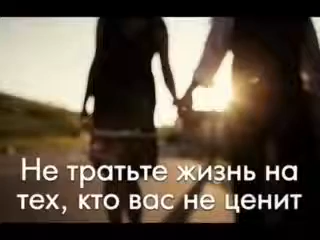 Не тратьте жизнь на
тех, кто вас не ценит